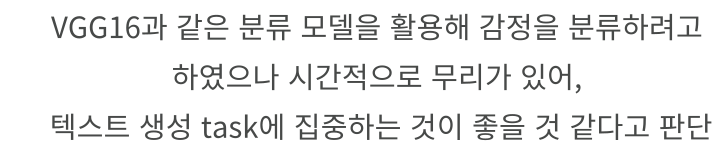 VGG16과 같은 분류 모델을 활용해 감정을 분류하려고
하였으나 시간적으로 무리가 있어,
텍스트 생성 task에 집중하는 것이 좋을 것 같다고 판단